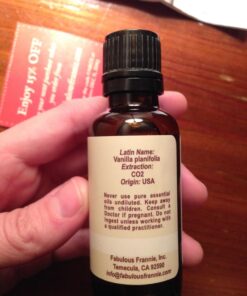 Enjoy 15% OFF
Latin Name:
Vanilla planifolia
Extraction:
CO2
Origin: USA
Never use pure essential
oils undiluted. Keep away
from children. Consult a
Doctor if pregnant. Do not
ingest unless working with
a qualified practitioner.
Fabulous Frannie, Inc.
Temecula, CA 92590
info@fabulousfrannie.com